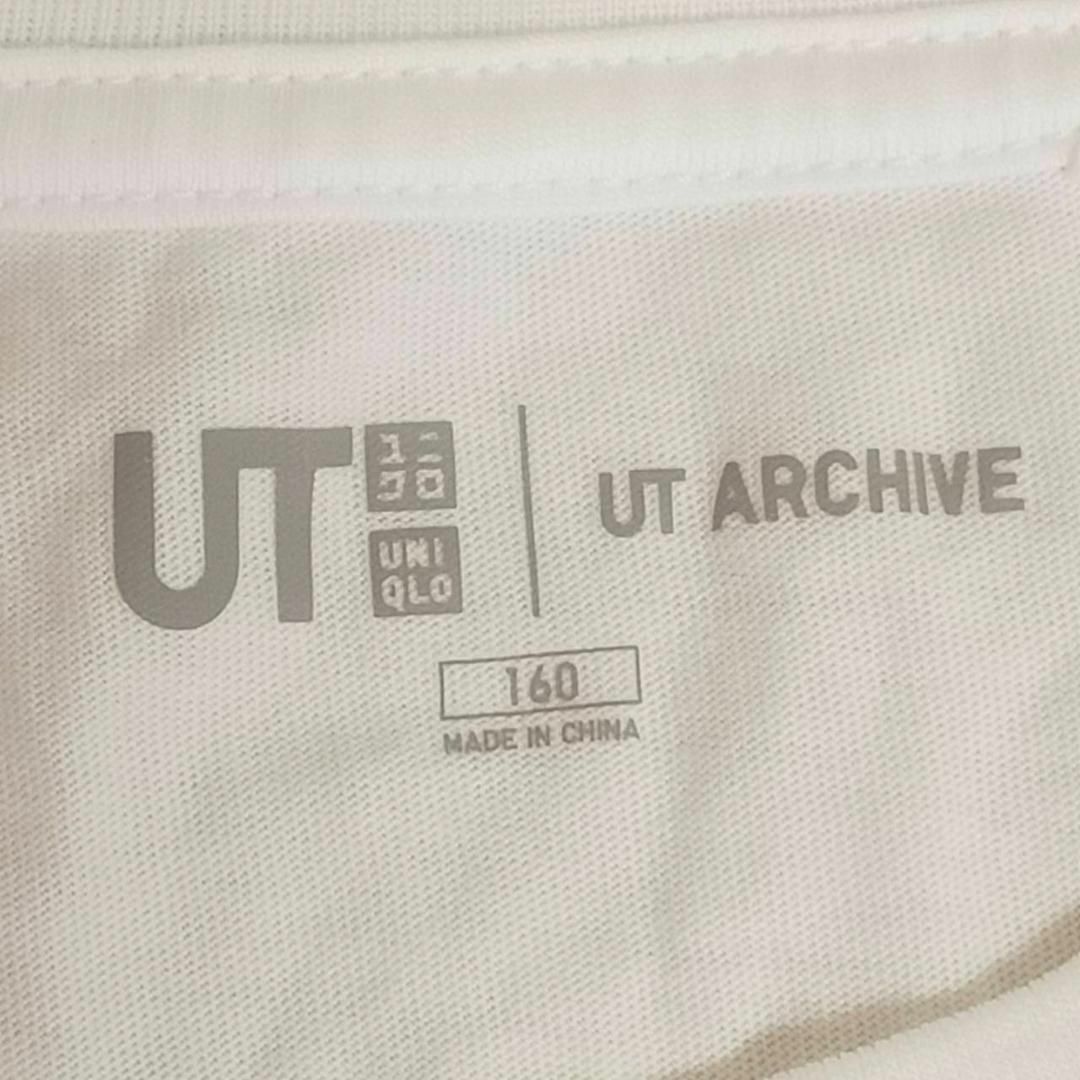 UT
ユニ
クロ
UNI
QLO
UT ARCHIVE
160
MADE IN CHINA